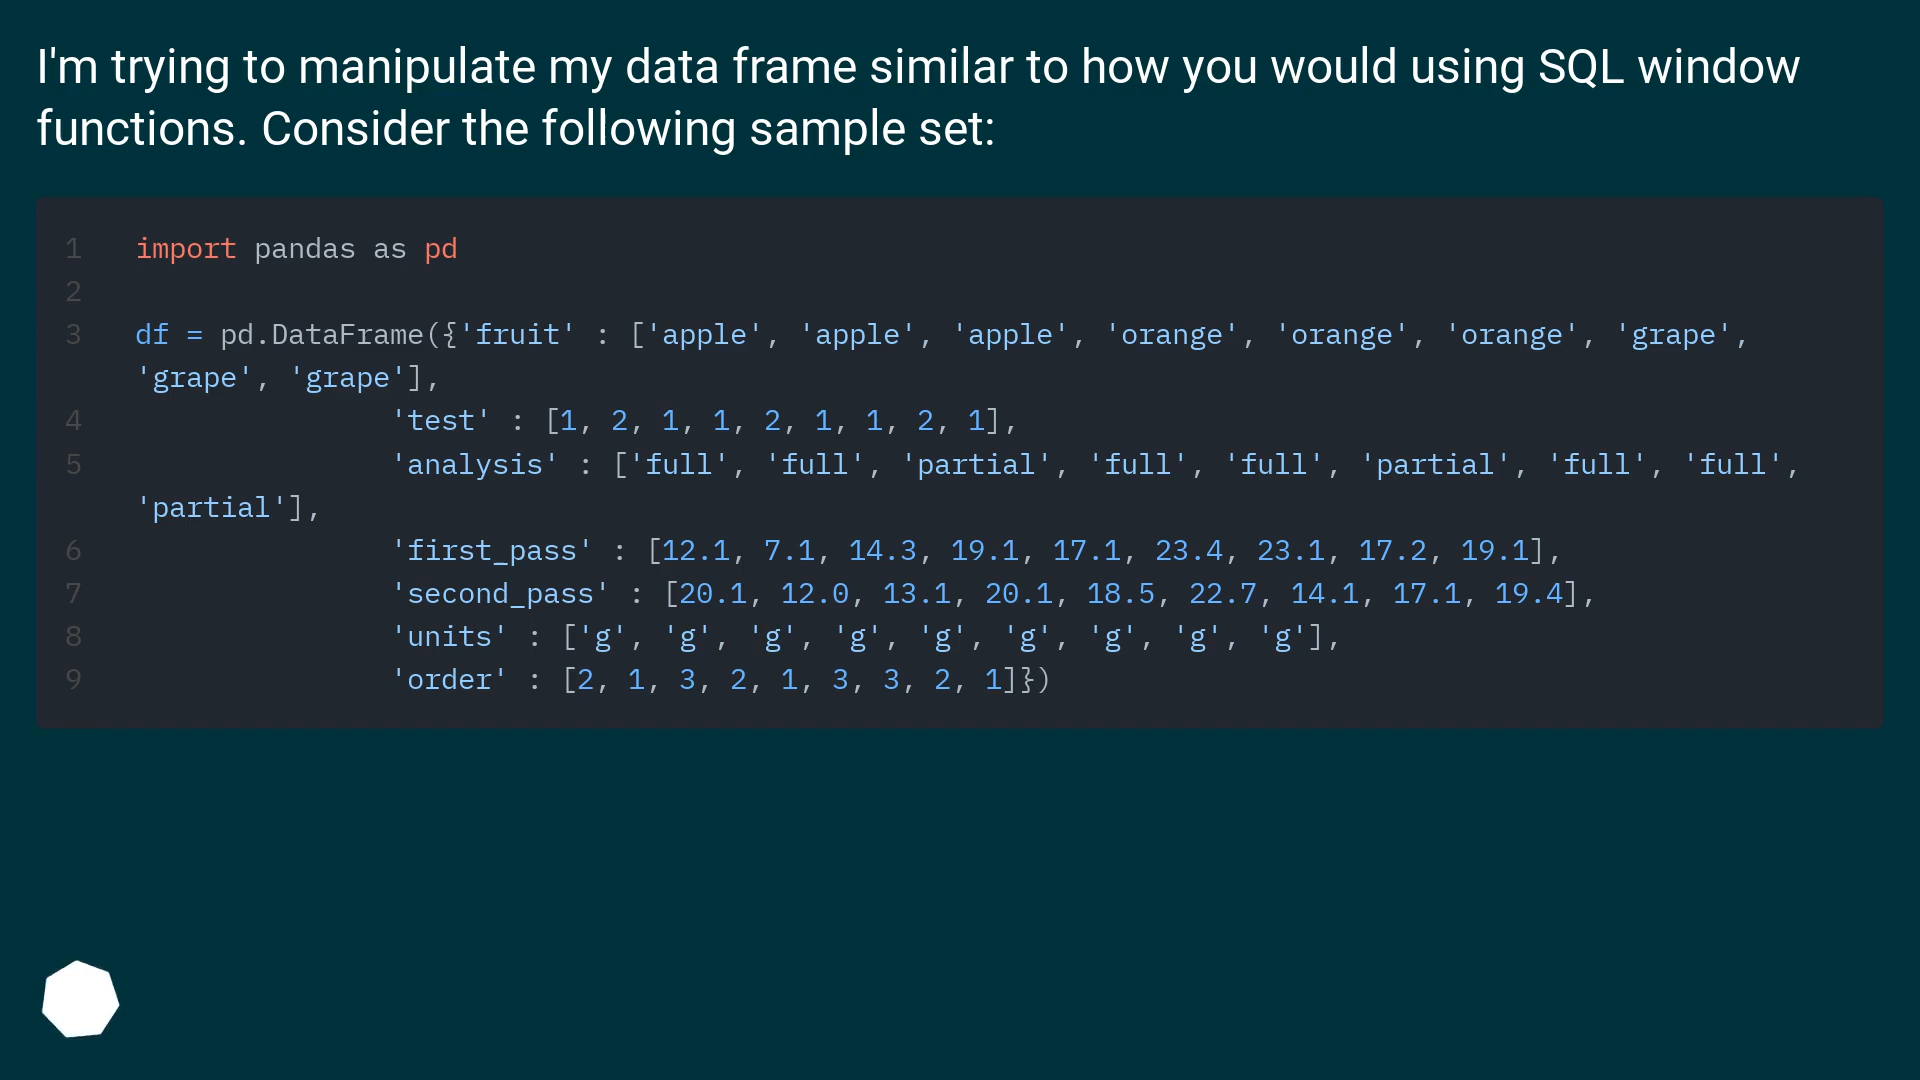 I'm trying to manipulate my data frame similar to how you would using SQL window
functions. Consider the following sample set:
1 import pandas as pd
2
3 df = pd.DataFrame({'fruit' : ['apple', 'apple', 'apple', 'orange', 'orange', 'orange', 'grape',
'grape', 'grape'],
4 'test' : [1, 2, 1, 1, 2, 1, 1, 2, 1],
5 'analysis' : ['full', 'full', 'partial', 'full', 'full', 'partial', 'full', 'full',
'partial'],
6 'first_pass' : [12.1, 7.1, 14.3, 19.1, 17.1, 23.4, 23.1, 17.2, 19.1],
7 'second_pass' : [20.1, 12.0, 13.1, 20.1, 18.5, 22.7, 14.1, 17.1, 19.4],
8 'units' : ['g', 'g', 'g', 'g', 'g', 'g', 'g', 'g', 'g'],
9 'order' : [2, 1, 3, 2, 1, 3, 3, 2, 1]})